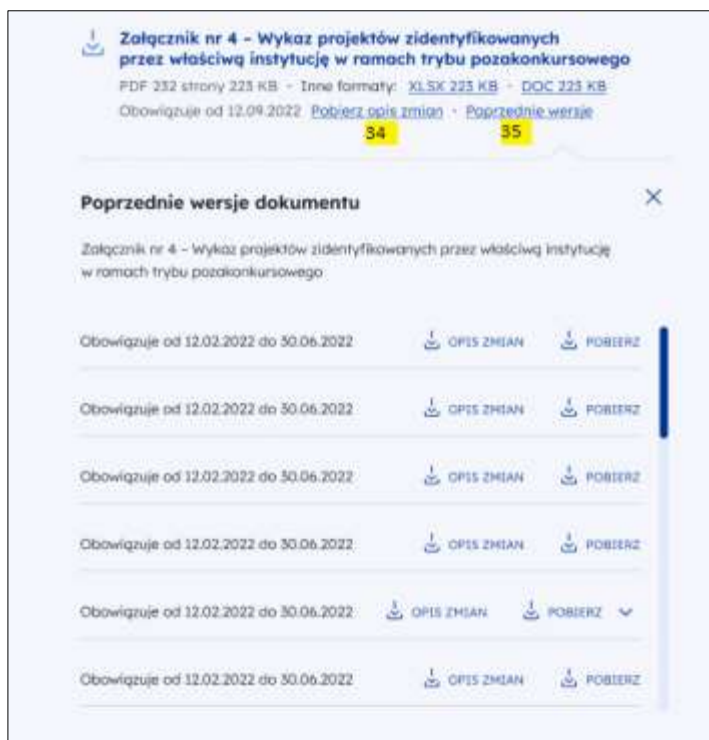 Załącznik nr 4 – Wykaz projektów zidentyfikowanych
przez właściwą instytucję w ramach trybu pozakonkursowego
PDF 232 strony 223 KB - Inne formaty: XLSX 223 KB - DOC 223 KB
Obowiązuje od 12.09.2022 Pobierz opis zmian - Poprzednie wersje
34 35
Poprzednie wersje dokumentu
Załącznik nr 4 – Wykaz projektów zidentyfikowanych przez właściwą instytucję
w ramach trybu pozakonkursowego
Obowiązuje od 12.02.2022 do 30.06.2022 OPIS ZMIAN POBIERZ
Obowiązuje od 12.02.2022 do 30.06.2022 OPIS ZMIAN POBIERZ
Obowiązuje od 12.02.2022 do 30.06.2022 OPIS ZMIAN POBIERZ
Obowiązuje od 12.02.2022 do 30.06.2022 OPIS ZMIAN POBIERZ
Obowiązuje od 12.02.2022 do 30.06.2022 OPIS ZMIAN POBIERZ
Obowiązuje od 12.02.2022 do 30.06.2022 OPIS ZMIAN POBIERZ